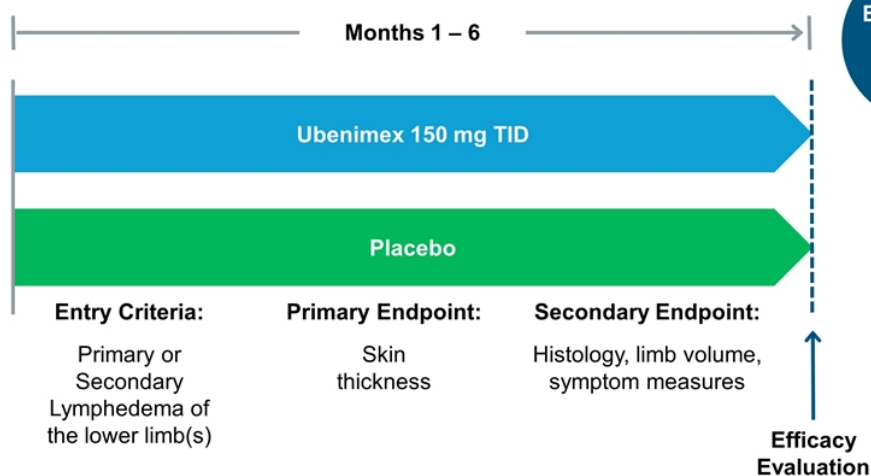 Months 1 – 6
Ubenimex 150 mg TID
Placebo
Entry Criteria:
Primary or
Secondary
Lymphedema of
the lower limb(s)
Primary Endpoint:
Skin
thickness
Secondary Endpoint:
Histology, limb volume,
symptom measures
Efficacy
Evaluation